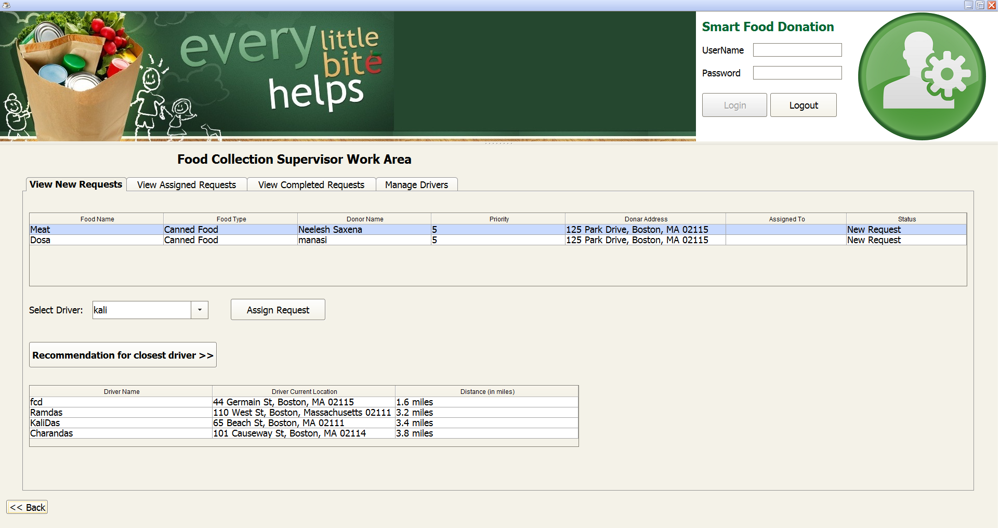 every little
bite
helps
Smart Food Donation
UserName
Password
Login Logout
Food Collection Supervisor Work Area
View New Requests View Assigned Requests View Completed Requests Manage Drivers
Food Name Food Type Donor Name Priority Donar Address Assigned To Status
Meat Canned Food Neelesh Saxena 5 125 Park Drive, Boston, MA 02115 New Request
Dosa Canned Food manasi 5 125 Park Drive, Boston, MA 02115 New Request
Select Driver: kali Assign Request
Recommendation for closest driver >>
Driver Name Driver Current Location Distance (in miles)
fcd 44 Germain St, Boston, MA 02115 1.6 miles
Ramdas 110 West St, Boston, Massachusetts 02111 3.2 miles
KaliDas 65 Beach St, Boston, MA 02111 3.4 miles
Charandas 101 Causeway St, Boston, MA 02114 3.8 miles
<< Back